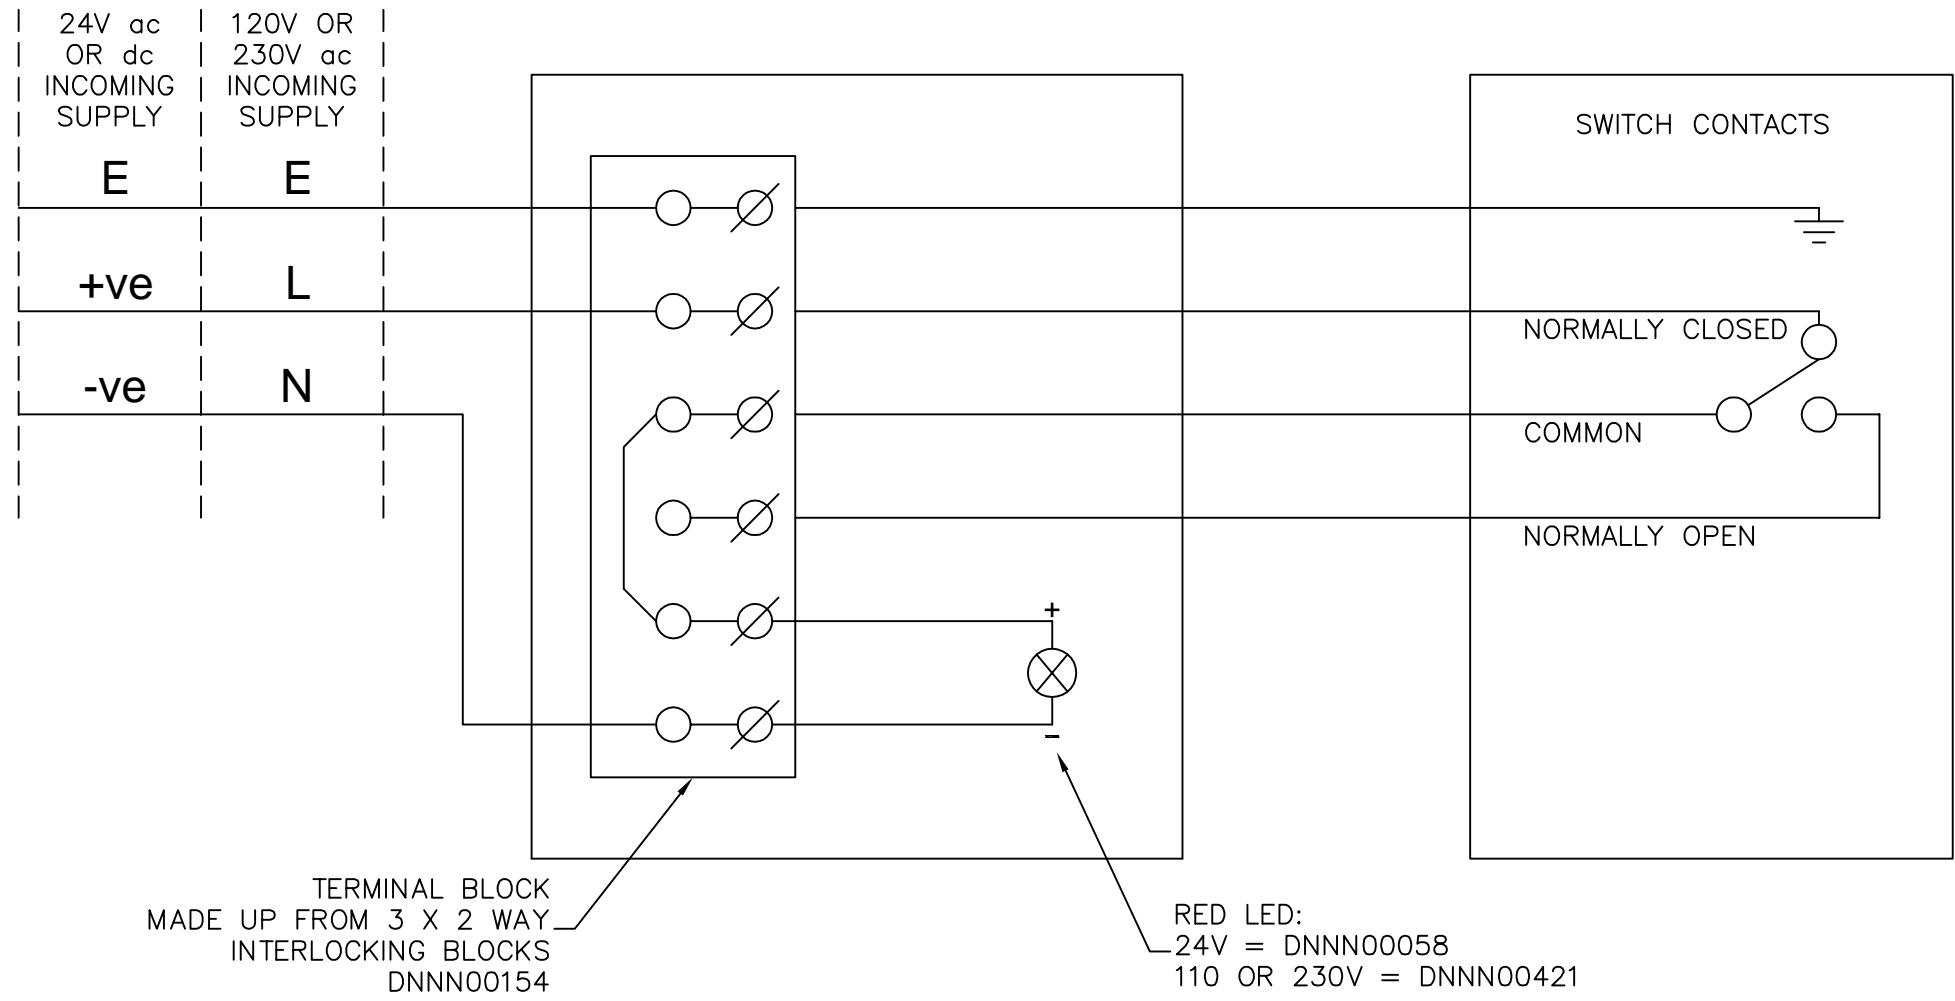 24V ac
OR dc
INCOMING
SUPPLY
120V OR
230V ac
INCOMING
SUPPLY
E
E
+ve
L
-ve
N
SWITCH CONTACTS
NORMALLY CLOSED
COMMON
NORMALLY OPEN
+
-
TERMINAL BLOCK
MADE UP FROM 3 X 2 WAY
INTERLOCKING BLOCKS
DNNN00154
RED LED:
24V = DNNN00058
110 OR 230V = DNNN00421